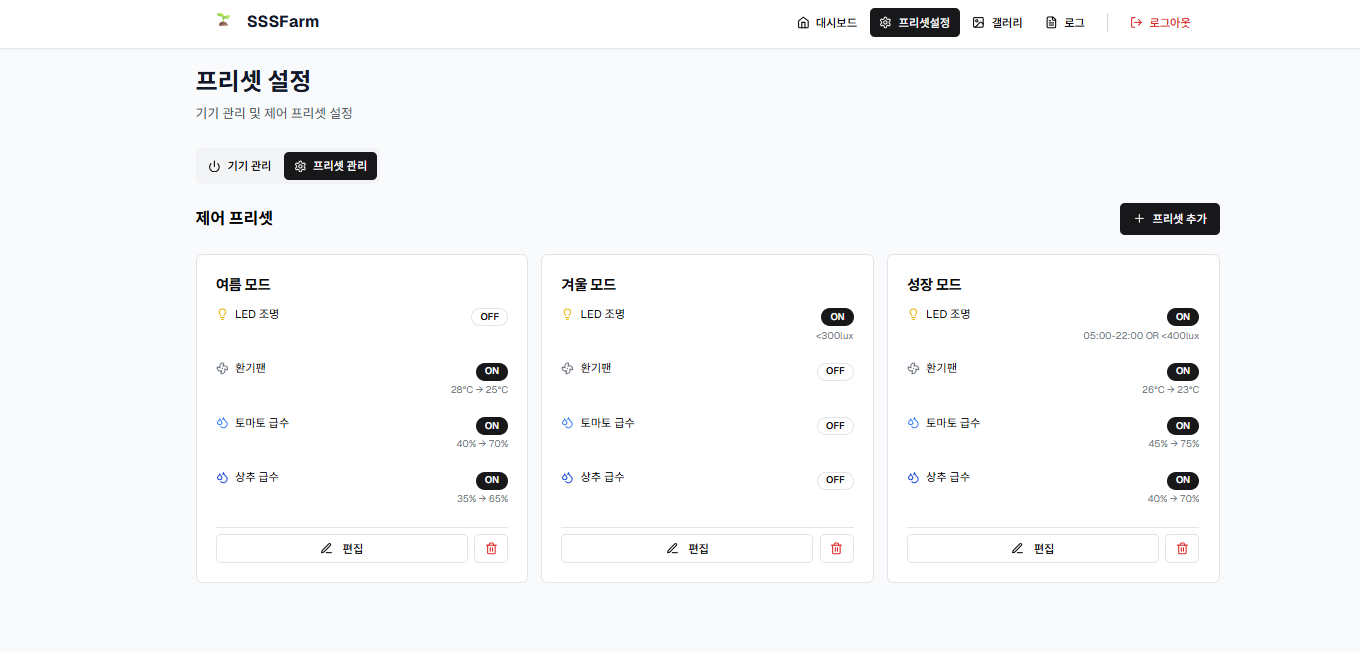 SSSFarm
대시보드 프리셋설정 갤러리 로그 로그아웃
프리셋 설정
기기 관리 및 제어 프리셋 설정
기기 관리 프리셋 관리
제어 프리셋
프리셋 추가
여름 모드
LED 조명 OFF
환기팬 ON
28°C → 25°C
토마토 급수 ON
40% → 70%
상추 급수 ON
35% → 65%
편집
겨울 모드
LED 조명 ON
<300lux
환기팬 OFF
토마토 급수 OFF
상추 급수 OFF
편집
성장 모드
LED 조명 ON
05:00-22:00 OR <400lux
환기팬 ON
26°C → 23°C
토마토 급수 ON
45% → 75%
상추 급수 ON
40% → 70%
편집